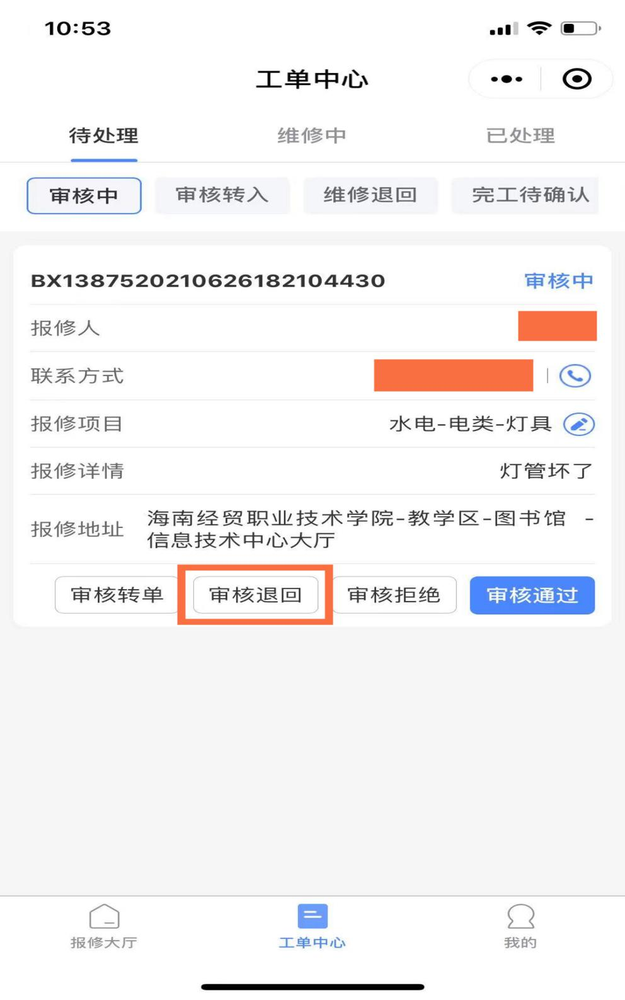 10:53
工单中心
待处理 维修中 已处理
审核中 审核转入 维修退回 完工待确认
BX1387520210626182104430 审核中
报修人
联系方式
报修项目 水电-电类-灯具
报修详情 灯管坏了
报修地址 海南经贸职业技术学院-教学区-图书馆 -
信息技术中心大厅
审核转单 审核退回 审核拒绝 审核通过
报修大厅 工单中心 我的